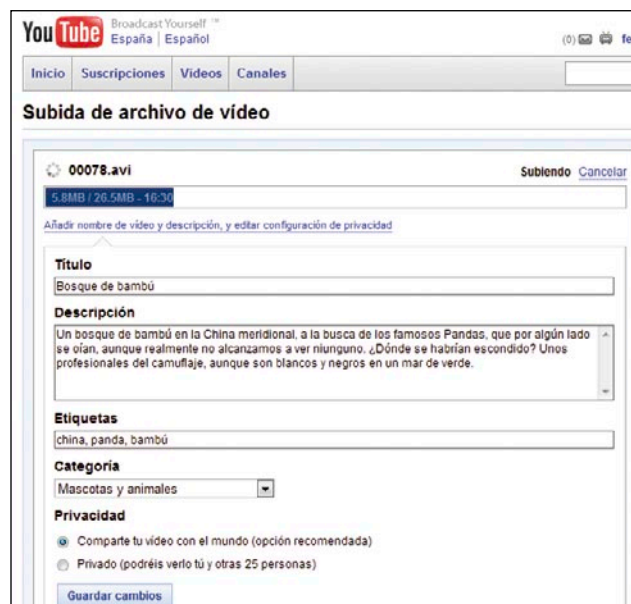 You Tube Broadcast Yourself ™
España | Español
(0) fe
Inicio Suscripciones Vídeos Canales
Subida de archivo de vídeo
00078.avi Subiendo Cancelar
5.8MB / 26.5MB - 16:30
Añadir nombre de vídeo y descripción, y editar configuración de privacidad
Título
Bosque de bambú
Descripción
Un bosque de bambú en la China meridional, a la busca de los famosos Pandas, que por algún lado
se oían, aunque realmente no alcanzamos a ver niunguno. ¿Dónde se habrían escondido? Unos
profesionales del camuflaje, aunque son blancos y negros en un mar de verde.
Etiquetas
china, panda, bambú
Categoría
Mascotas y animales
Privacidad
Comparte tu vídeo con el mundo (opción recomendada)
Privado (podréis verlo tú y otras 25 personas)
Guardar cambios